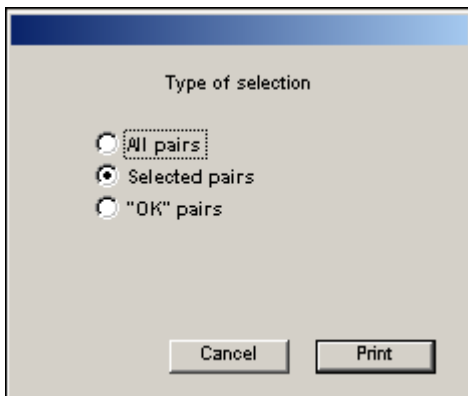 Type of selection
All pairs
Selected pairs
"OK" pairs
Cancel Print